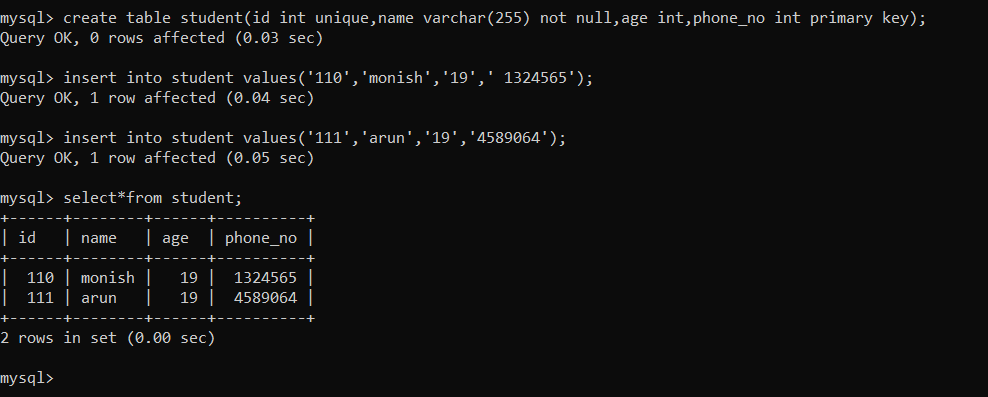 mysql> create table student(id int unique,name varchar(255) not null,age int,phone_no int primary key);
Query OK, 0 rows affected (0.03 sec)
mysql> insert into student values('110','monish','19',' 1324565');
Query OK, 1 row affected (0.04 sec)
mysql> insert into student values('111','arun','19','4589064');
Query OK, 1 row affected (0.05 sec)
mysql> select*from student;
+------+--------+------+----------+
| id   | name   | age  | phone_no |
+------+--------+------+----------+
|  110 | monish |   19 |  1324565 |
|  111 | arun   |   19 |  4589064 |
+------+--------+------+----------+
2 rows in set (0.00 sec)
mysql>